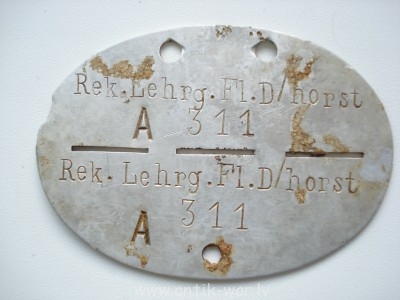 Rek.Lehrg.Fl.D/horst
A 311
Rek.Lehrg.Fl.D/horst
311
A
www.antik-war.lv